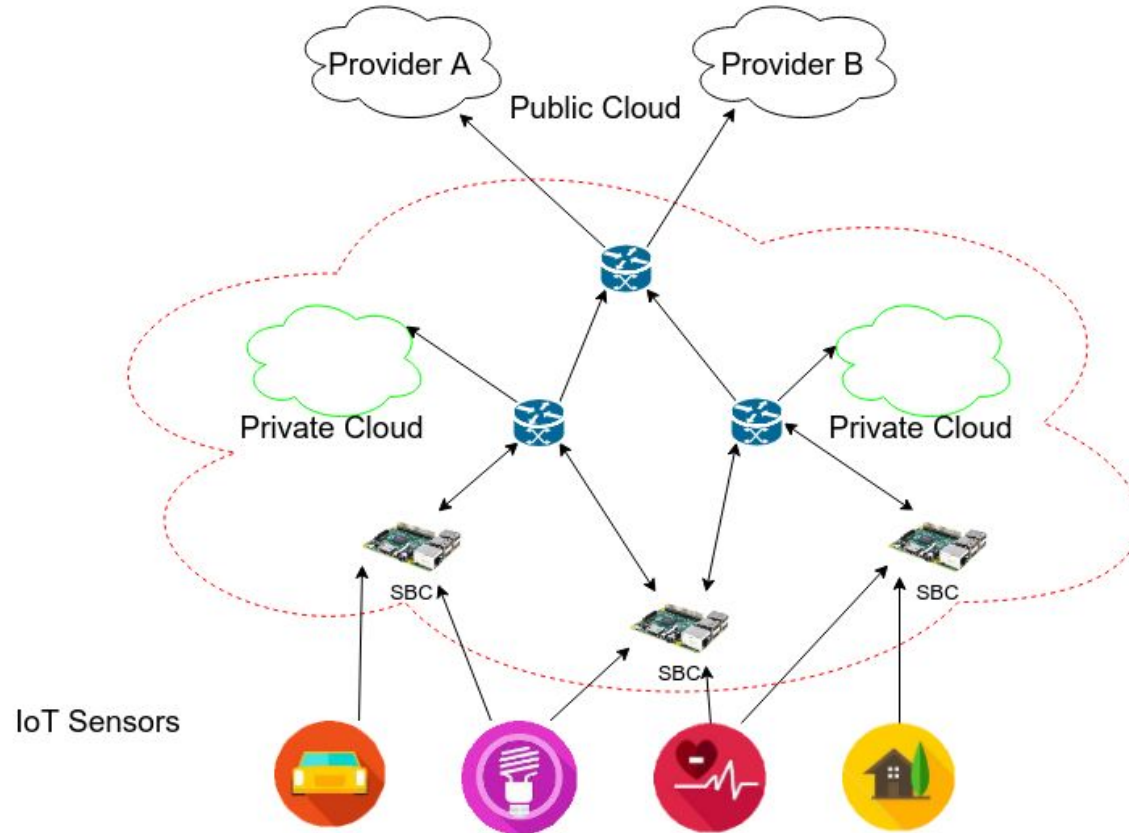 Provider A
Provider B
Public Cloud
Private Cloud
Private Cloud
SBC
SBC
SBC
IoT Sensors